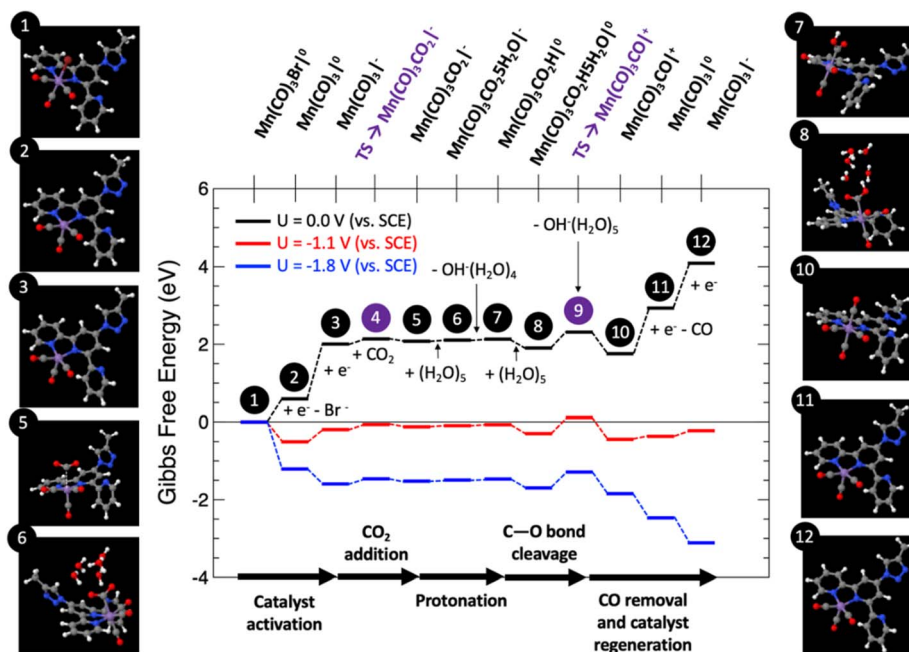 Mn(CO)₃Br|⁰
Mn(CO)₃|⁰
Mn(CO)₃|⁻
TS → Mn(CO)₃CO₂|⁻
Mn(CO)₃CO₂|⁻
Mn(CO)₃CO₂5H₂O|⁻
Mn(CO)₃CO₂H|⁰
Mn(CO)₃CO₂H5H₂O|⁰
TS → Mn(CO)₃CO|⁺
Mn(CO)₃CO|⁺
Mn(CO)₃|⁰
Mn(CO)₃|⁻
1
2
3
5
6
7
8
10
11
12
Gibbs Free Energy (eV)
6
4
2
0
-2
-4
U = 0.0 V (vs. SCE)
U = -1.1 V (vs. SCE)
U = -1.8 V (vs. SCE)
1
2
3
4
5
6
7
8
9
10
11
12
+ e⁻ - Br⁻
+ e⁻
+ CO₂
+ (H₂O)₅
- OH⁻(H₂O)₄
+ (H₂O)₅
- OH⁻(H₂O)₅
+ e⁻ - CO
+ e⁻
CO₂
addition
C—O bond
cleavage
Catalyst
activation
Protonation
CO removal
and catalyst
regeneration